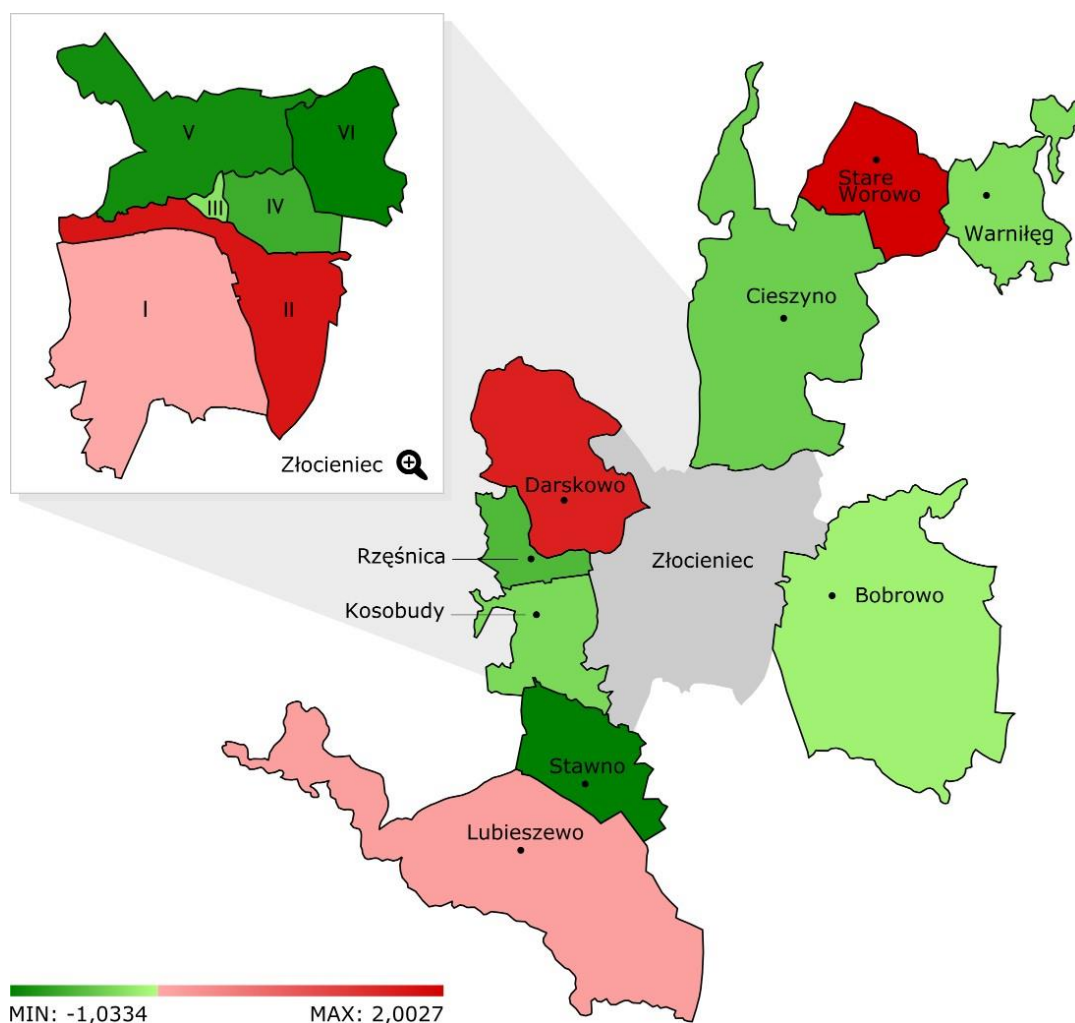 V
VI
III
IV
I
II
Złocieniec
Stare
Worowo
Warniłęg
Cieszyno
Darskowo
Rzęśnica
Złocieniec
Kosobudy
Bobrowo
Stawno
Lubieszewo
MIN: -1,0334
MAX: 2,0027